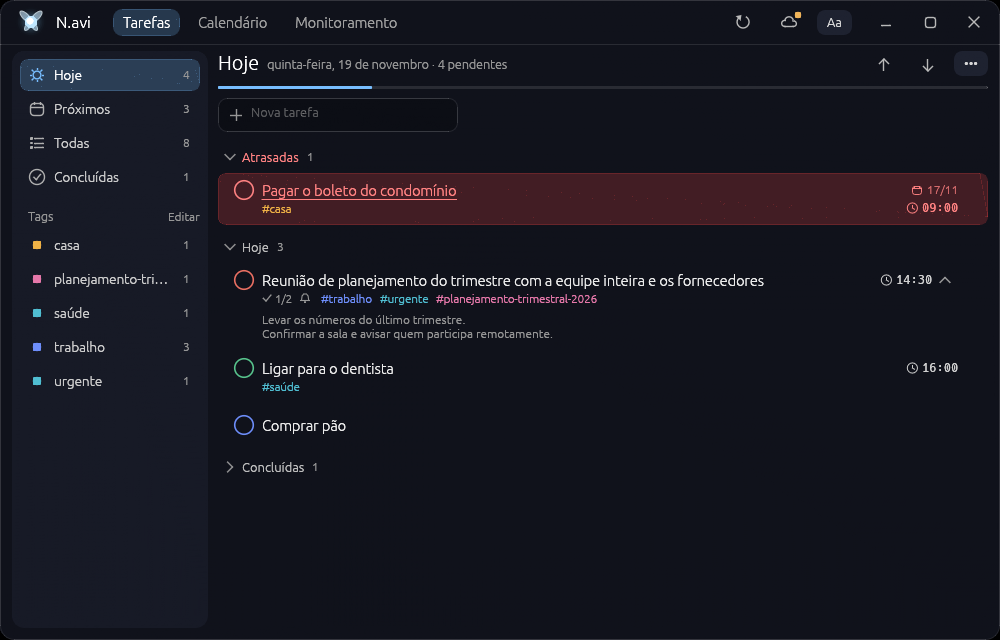 N.avi Tarefas Calendário Monitoramento Aa
Hoje 4
Próximos 3
Todas 8
Concluídas 1
Tags Editar
casa 1
planejamento-tri... 1
saúde 1
trabalho 3
urgente 1
Hoje quinta-feira, 19 de novembro · 4 pendentes
Nova tarefa
Atrasadas 1
Pagar o boleto do condomínio 17/11
#casa 09:00
Hoje 3
Reunião de planejamento do trimestre com a equipe inteira e os fornecedores 14:30
1/2 #trabalho #urgente #planejamento-trimestral-2026
Levar os números do último trimestre.
Confirmar a sala e avisar quem participa remotamente.
Ligar para o dentista 16:00
#saúde
Comprar pão
Concluídas 1